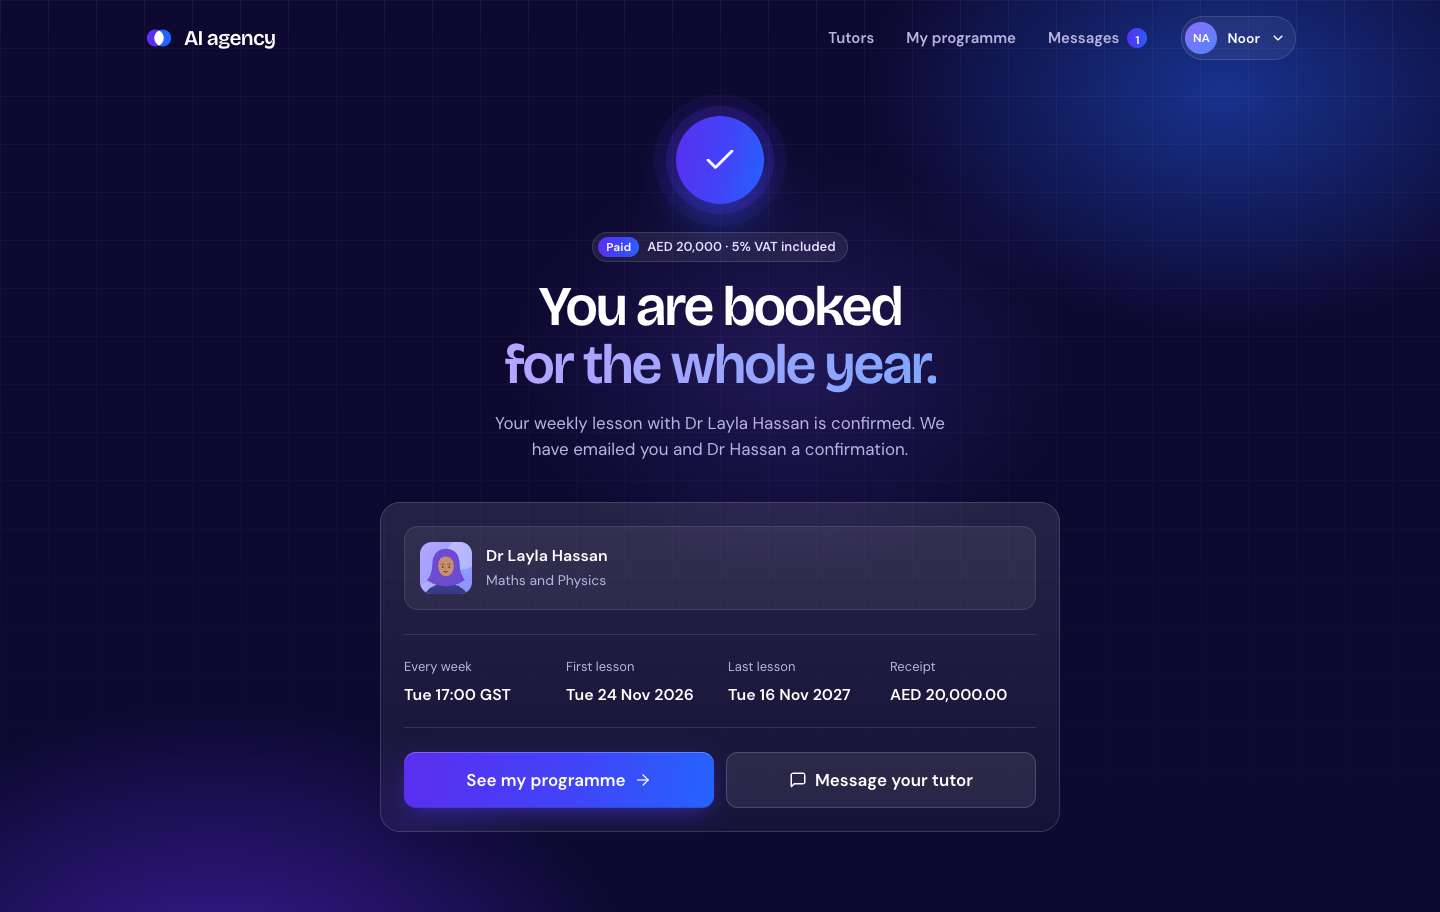 AI agency
Tutors
My programme
Messages 1
NA Noor
Paid AED 20,000 · 5% VAT included
You are booked
for the whole year.
Your weekly lesson with Dr Layla Hassan is confirmed. We
have emailed you and Dr Hassan a confirmation.
Dr Layla Hassan
Maths and Physics
Every week
Tue 17:00 GST
First lesson
Tue 24 Nov 2026
Last lesson
Tue 16 Nov 2027
Receipt
AED 20,000.00
See my programme
Message your tutor